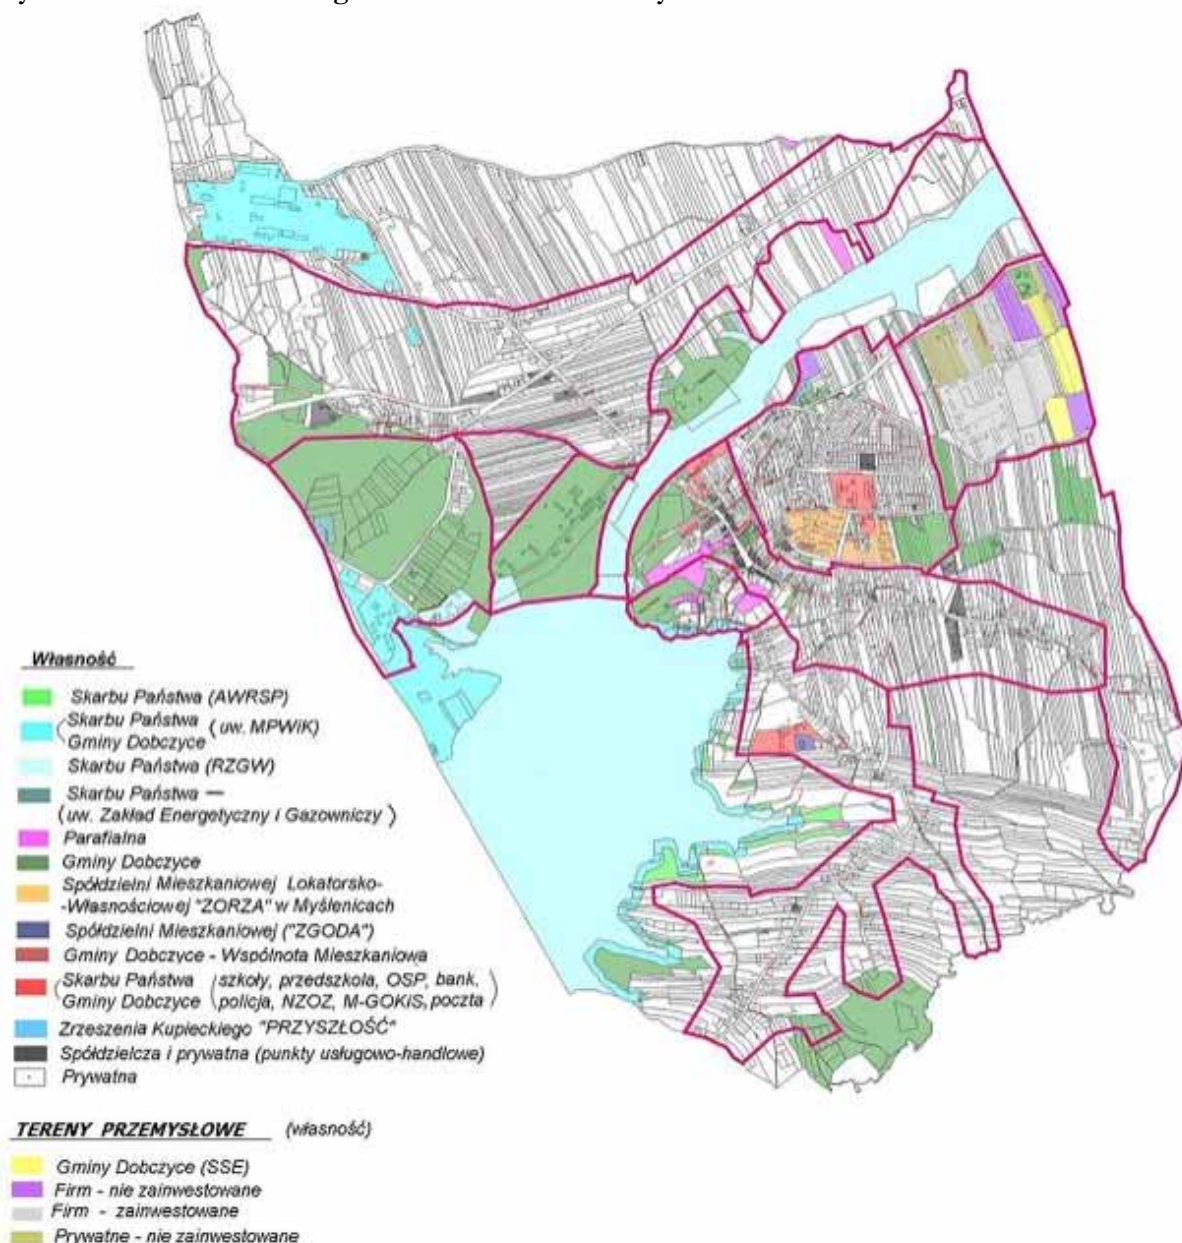 Własność
Skarbu Państwa (AWRSP)
Skarbu Państwa
Gminy Dobczyce (uw. MPWiK)
Skarbu Państwa (RZGW)
Skarbu Państwa —
(uw. Zakład Energetyczny i Gazowniczy)
Parafialna
Gminy Dobczyce
Spółdzielni Mieszkaniowej Lokatorsko-
-Własnościowej "ZORZA" w Myślenicach
Spółdzielni Mieszkaniowej ("ZGODA")
Gminy Dobczyce - Wspólnota Mieszkaniowa
Skarbu Państwa (szkoły, przedszkola, OSP, bank,
Gminy Dobczyce policja, NZOZ, M-GOKiS, poczta)
Zrzeszenia Kupieckiego "PRZYSZŁOŚĆ"
Spółdzielcza i prywatna (punkty usługowo-handlowe)
Prywatna
TERENY PRZEMYSŁOWE (własność)
Gminy Dobczyce (SSE)
Firm - nie zainwestowane
Firm - zainwestowane
Prywatne - nie zainwestowane